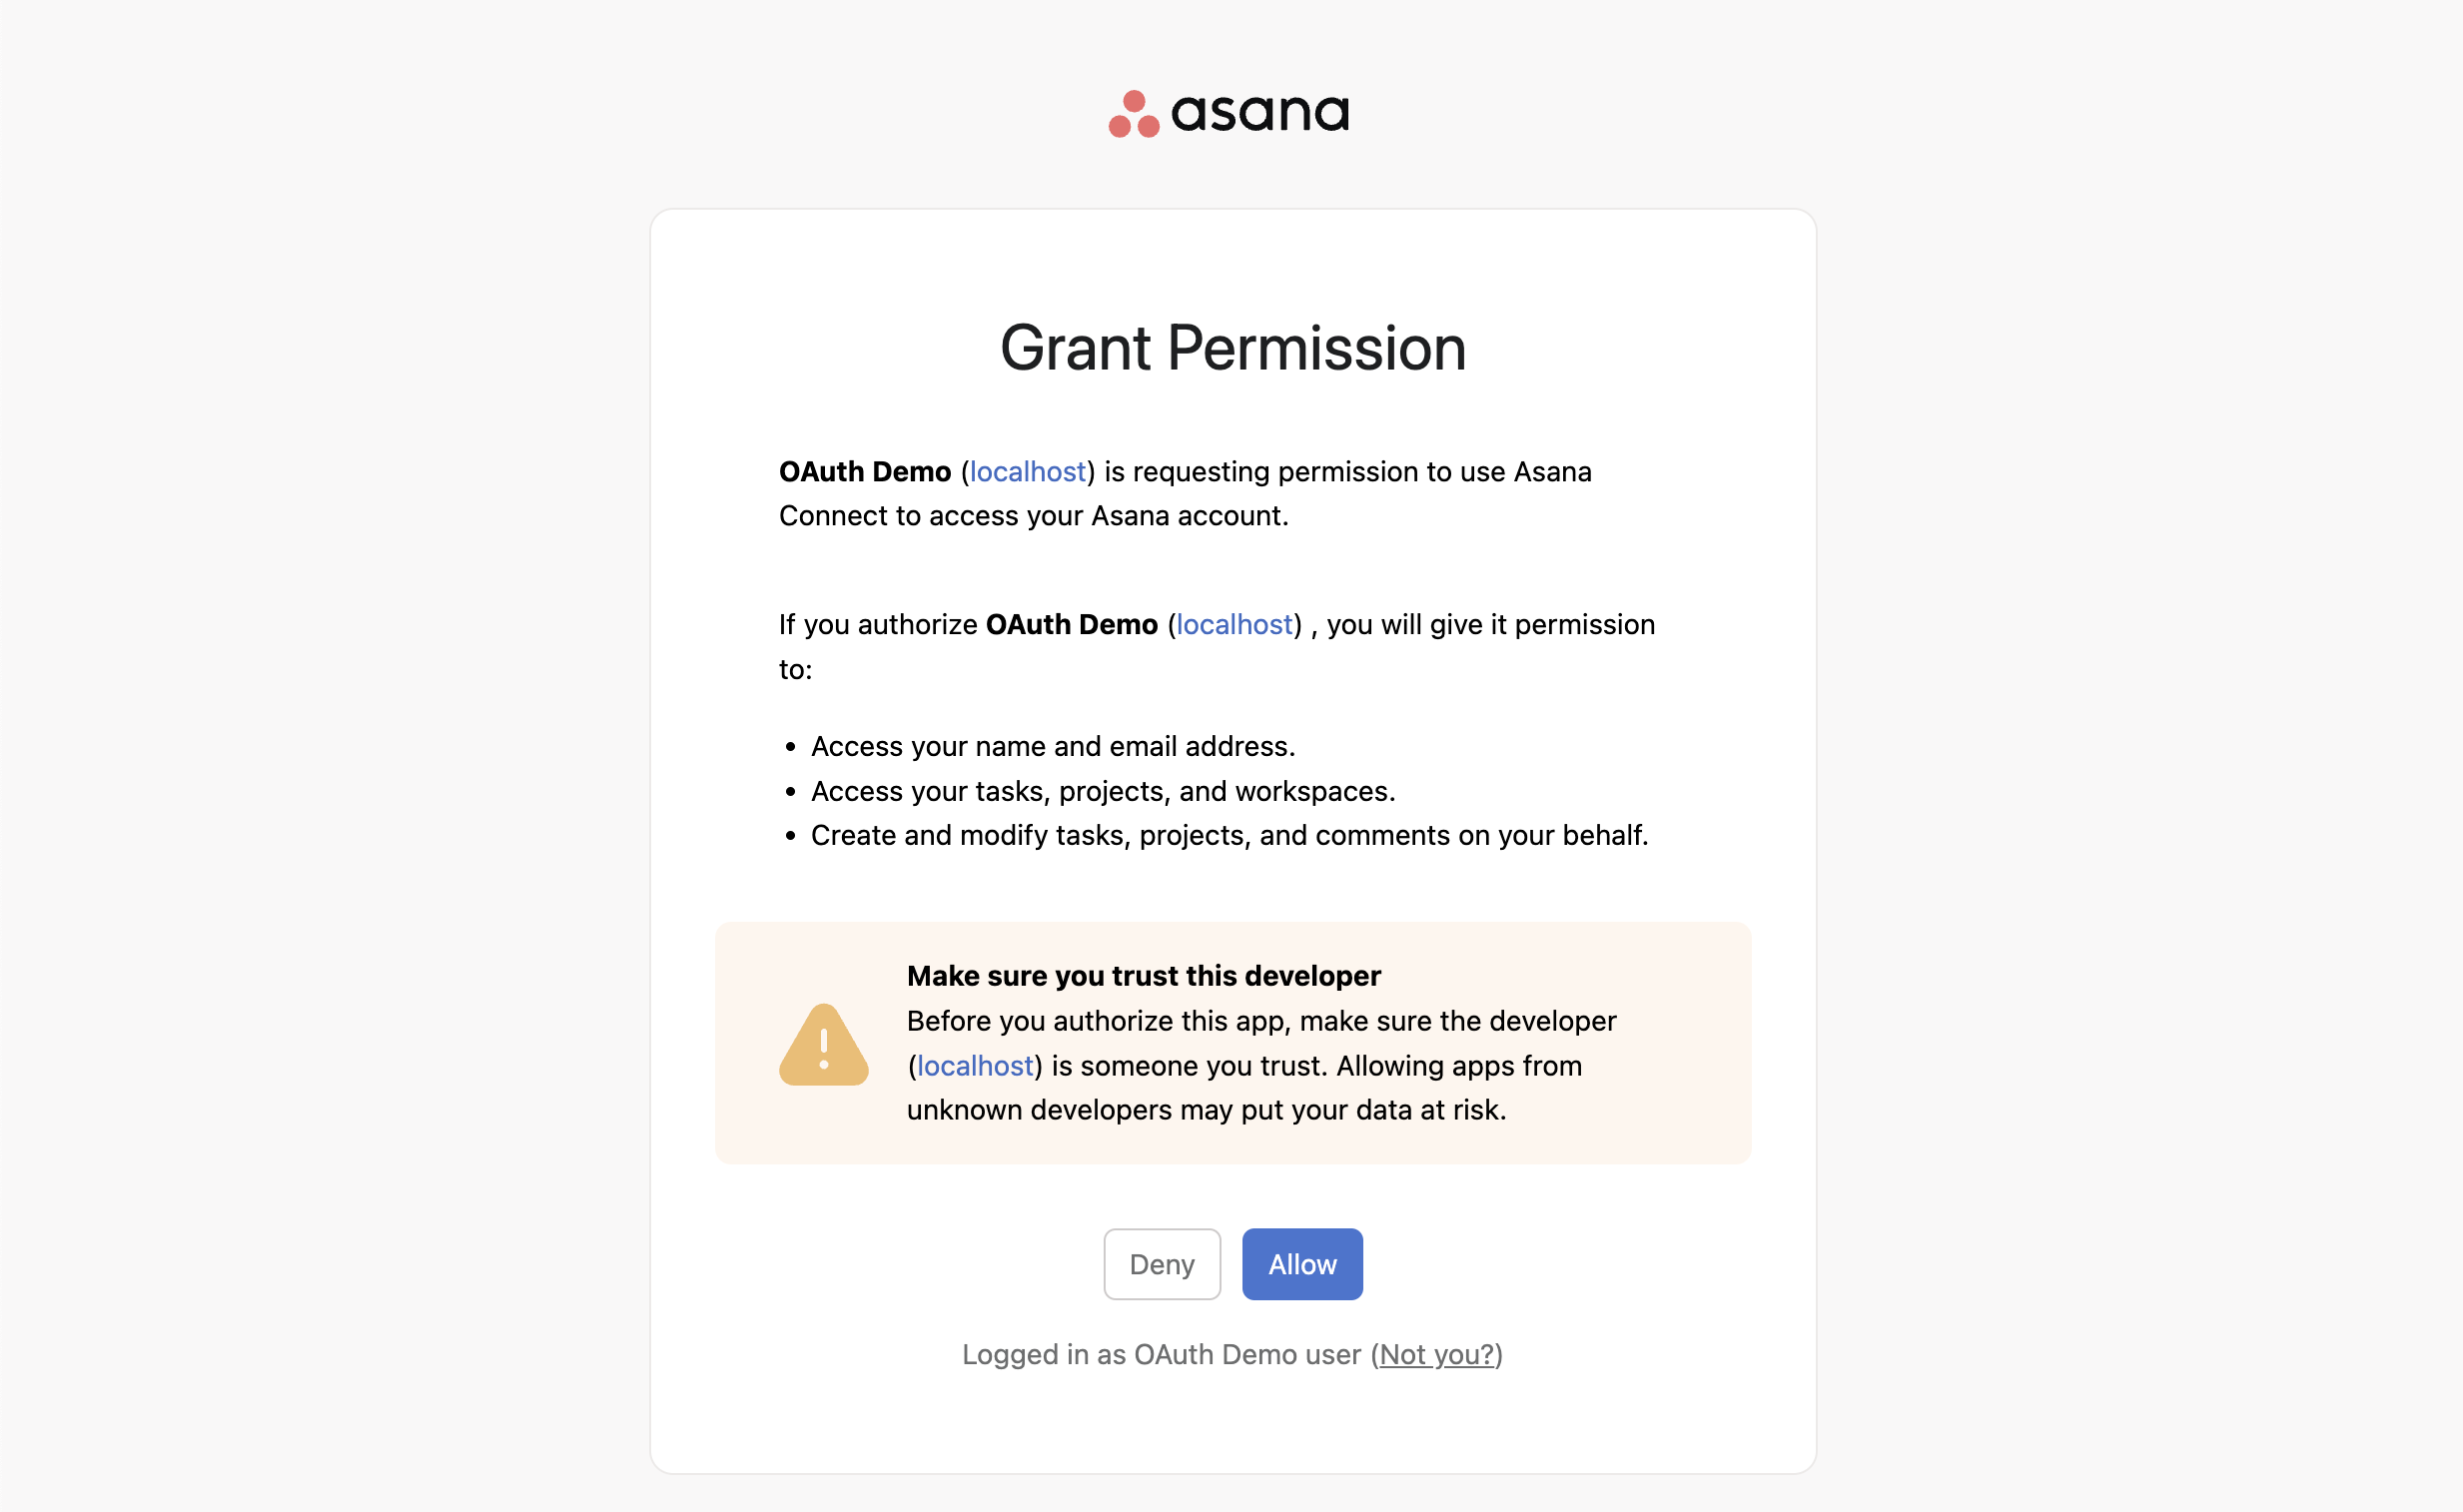 asana
Grant Permission
OAuth Demo (localhost) is requesting permission to use Asana
Connect to access your Asana account.
If you authorize OAuth Demo (localhost) , you will give it permission
to:
• Access your name and email address.
• Access your tasks, projects, and workspaces.
• Create and modify tasks, projects, and comments on your behalf.
Make sure you trust this developer
Before you authorize this app, make sure the developer
(localhost) is someone you trust. Allowing apps from
unknown developers may put your data at risk.
Deny Allow
Logged in as OAuth Demo user (Not you?)